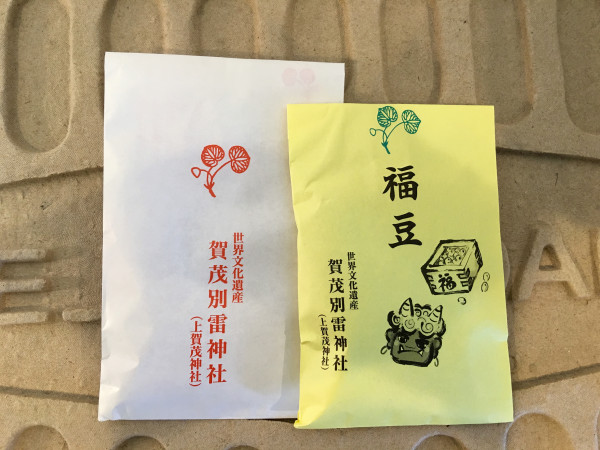 世界文化遺産
賀茂別雷神社
(上賀茂神社)
福豆
福
世界文化遺産
賀茂別雷神社
(上賀茂神社)
E
A